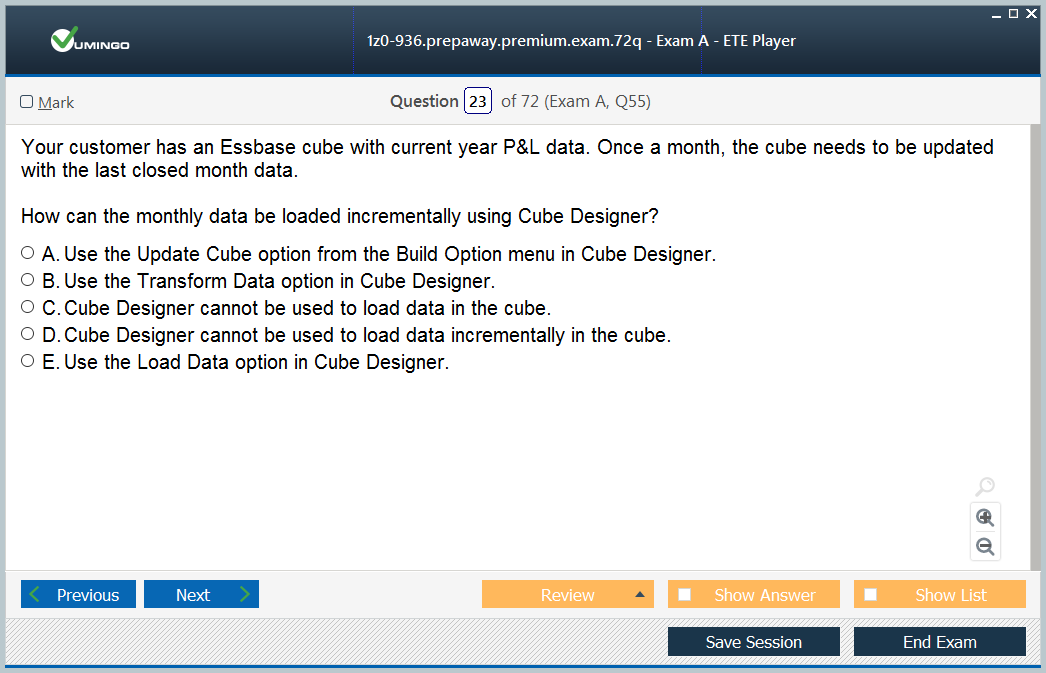 VUMINGO
1z0-936.prepaway.premium.exam.72q - Exam A - ETE Player
Mark
Question 23 of 72 (Exam A, Q55)
Your customer has an Essbase cube with current year P&L data. Once a month, the cube needs to be updated
with the last closed month data.
How can the monthly data be loaded incrementally using Cube Designer?
A. Use the Update Cube option from the Build Option menu in Cube Designer.
B. Use the Transform Data option in Cube Designer.
C. Cube Designer cannot be used to load data in the cube.
D. Cube Designer cannot be used to load data incrementally in the cube.
E. Use the Load Data option in Cube Designer.
Previous Next Review Show Answer Show List
Save Session End Exam